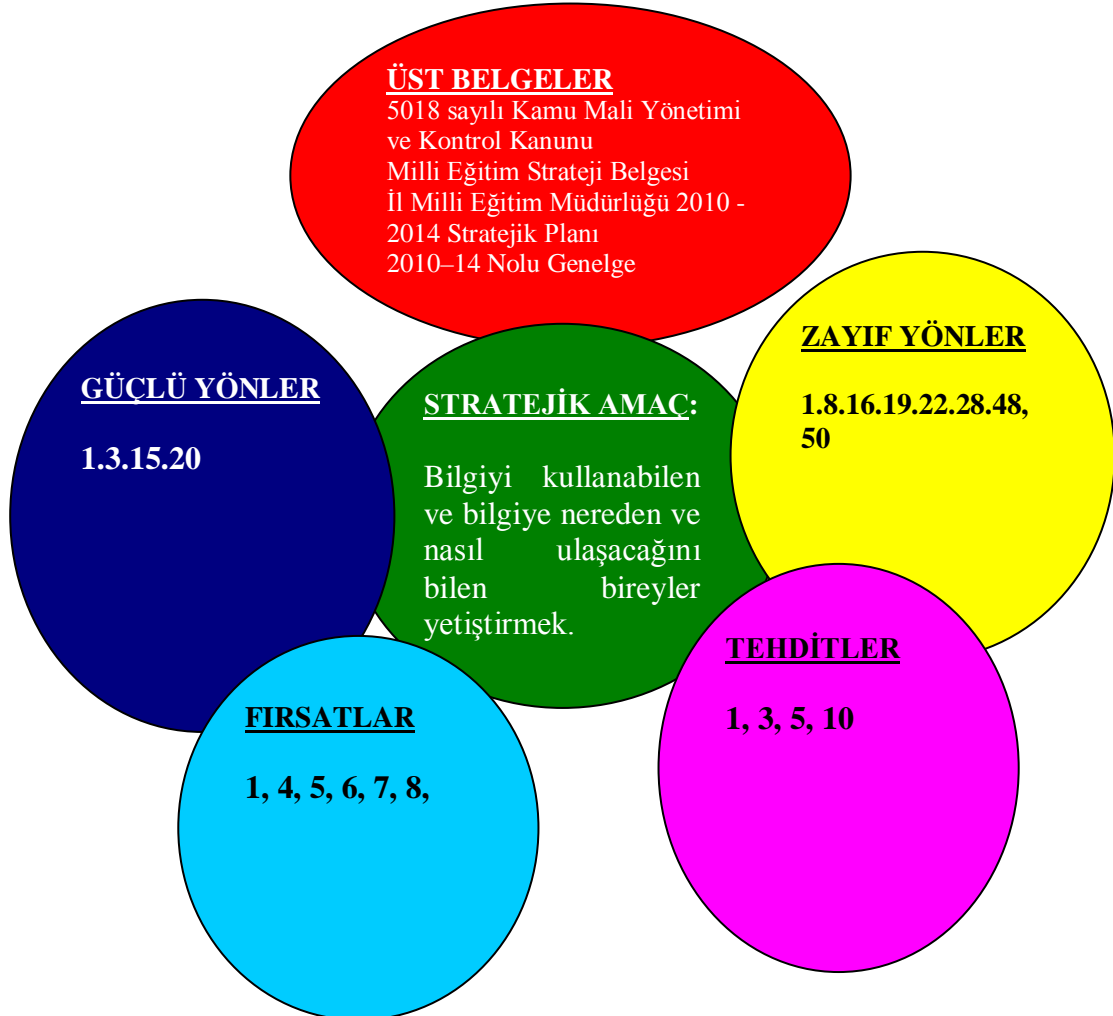 ÜST BELGELER
5018 sayılı Kamu Mali Yönetimi
ve Kontrol Kanunu
Milli Eğitim Strateji Belgesi
İl Milli Eğitim Müdürlüğü 2010 -
2014 Stratejik Planı
2010–14 Nolu Genelge
GÜÇLÜ YÖNLER
1.3.15.20
STRATEJİK AMAÇ:
Bilgiyi kullanabilen
ve bilgiye nereden ve
nasıl ulaşacağını
bilen bireyler
yetiştirmek.
ZAYIF YÖNLER
1.8.16.19.22.28.48,
50
FIRSATLAR
1, 4, 5, 6, 7, 8,
TEHDİTLER
1, 3, 5, 10